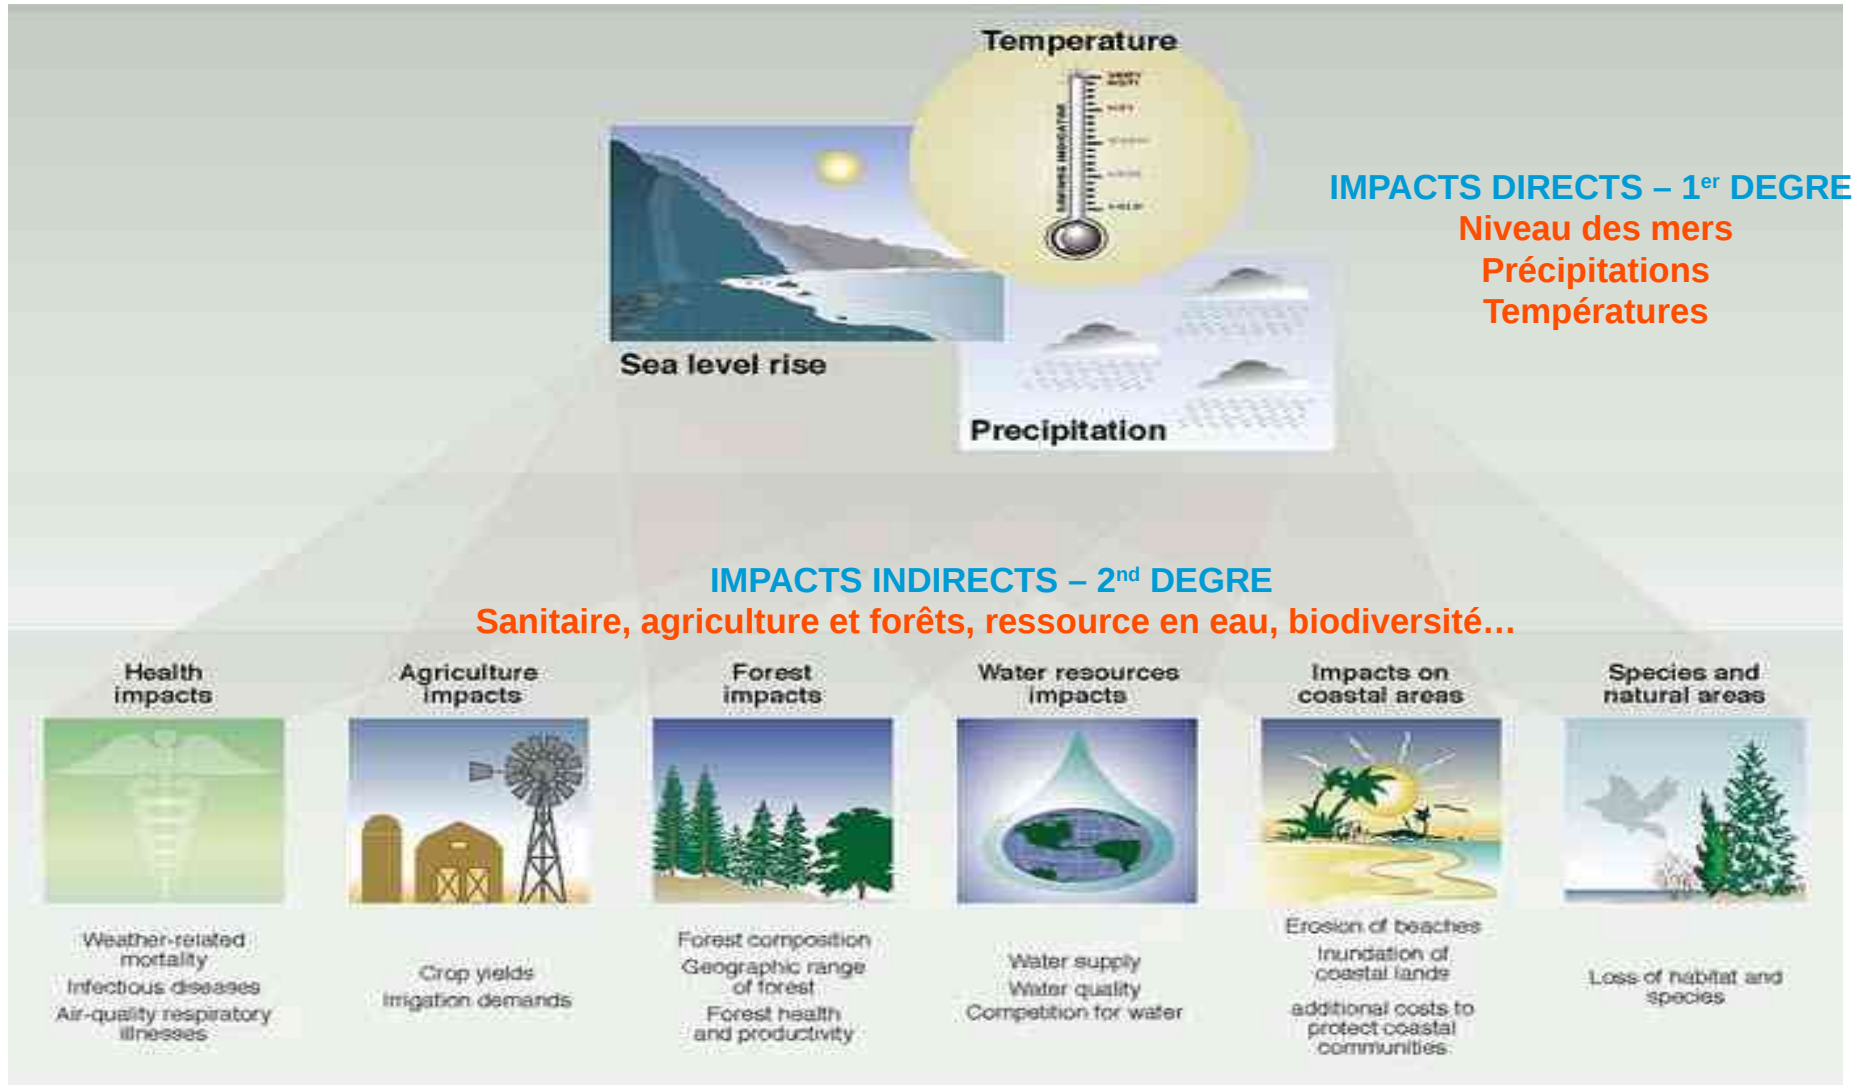 Temperature
IMPACTS DIRECTS – 1er DEGRE
Niveau des mers
Précipitations
Températures
Sea level rise
Precipitation
IMPACTS INDIRECTS – 2nd DEGRE
Sanitaire, agriculture et forêts, ressource en eau, biodiversité…
Health
impacts
Weather-related
mortality
Infectious diseases
Air-quality respiratory
illnesses
Agriculture
impacts
Crop yields
Irrigation demands
Forest
impacts
Forest composition
Geographic range
of forest
Forest health
and productivity
Water resources
impacts
Water supply
Water quality
Competition for water
Impacts on
coastal areas
Erosion of beaches
Inundation of
coastal lands
additional costs to
protect coastal
communities
Species and
natural areas
Loss of habitat and
species